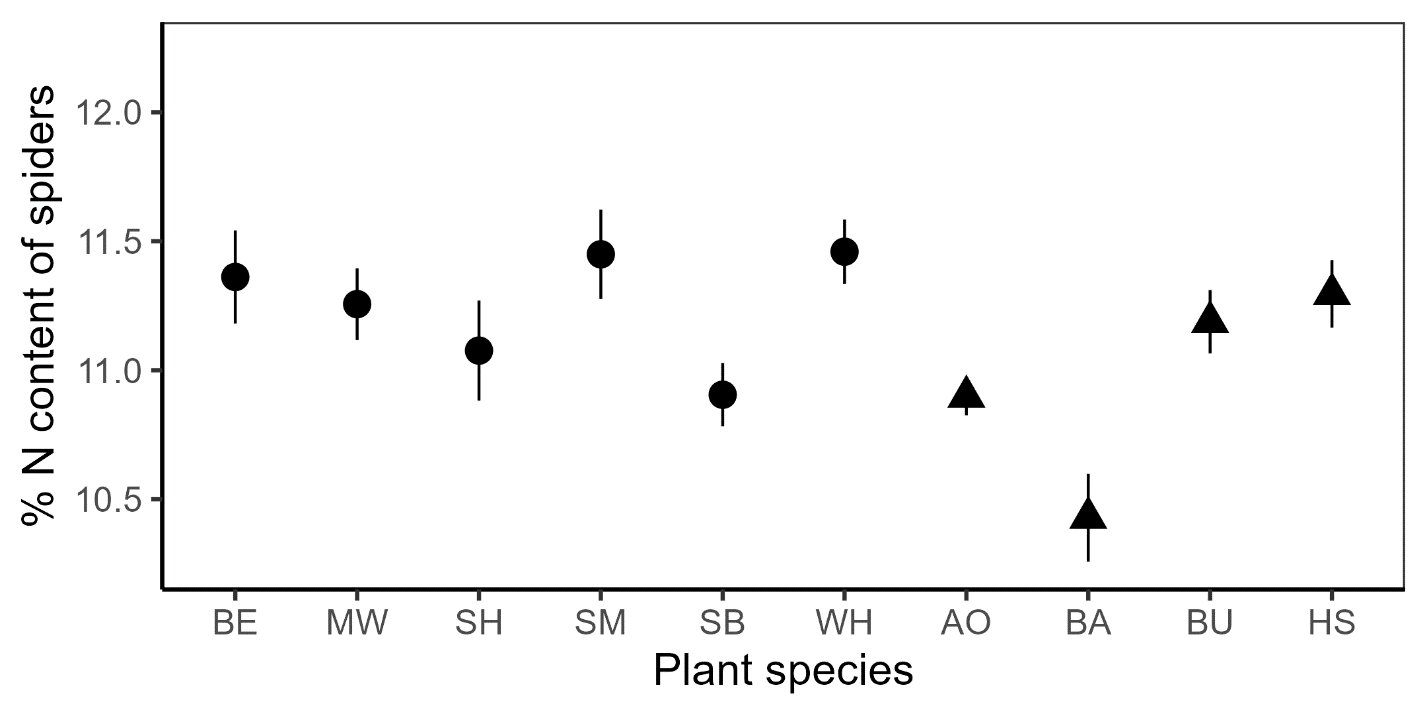 % N content of spiders
12.0
11.5
11.0
10.5
BE MW SH SM SB WH AO BA BU HS
Plant species